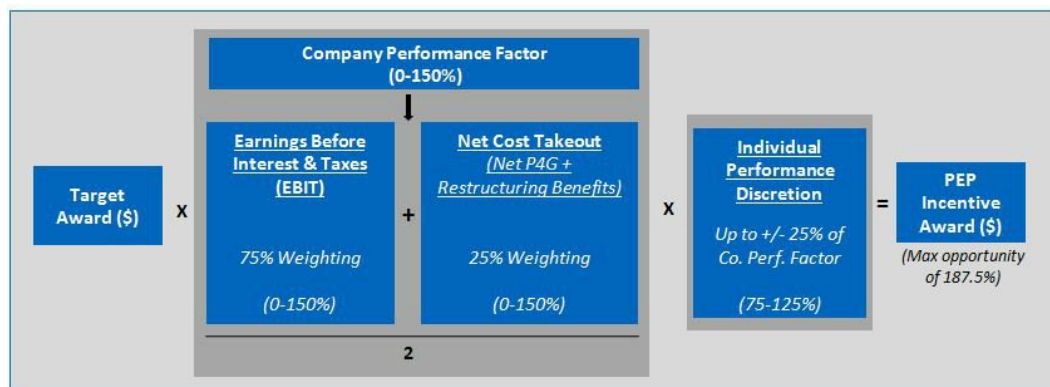 Company Performance Factor
(0-150%)
Earnings Before
Interest & Taxes
(EBIT)
75% Weighting
(0-150%)
Net Cost Takeout
(Net P4G +
Restructuring Benefits)
25% Weighting
(0-150%)
Individual
Performance
Discretion
Up to +/- 25% of
Co. Perf. Factor
(75-125%)
Target
Award ($)
X
+
X
=
PEP
Incentive
Award ($)
(Max opportunity
of 187.5%)
2